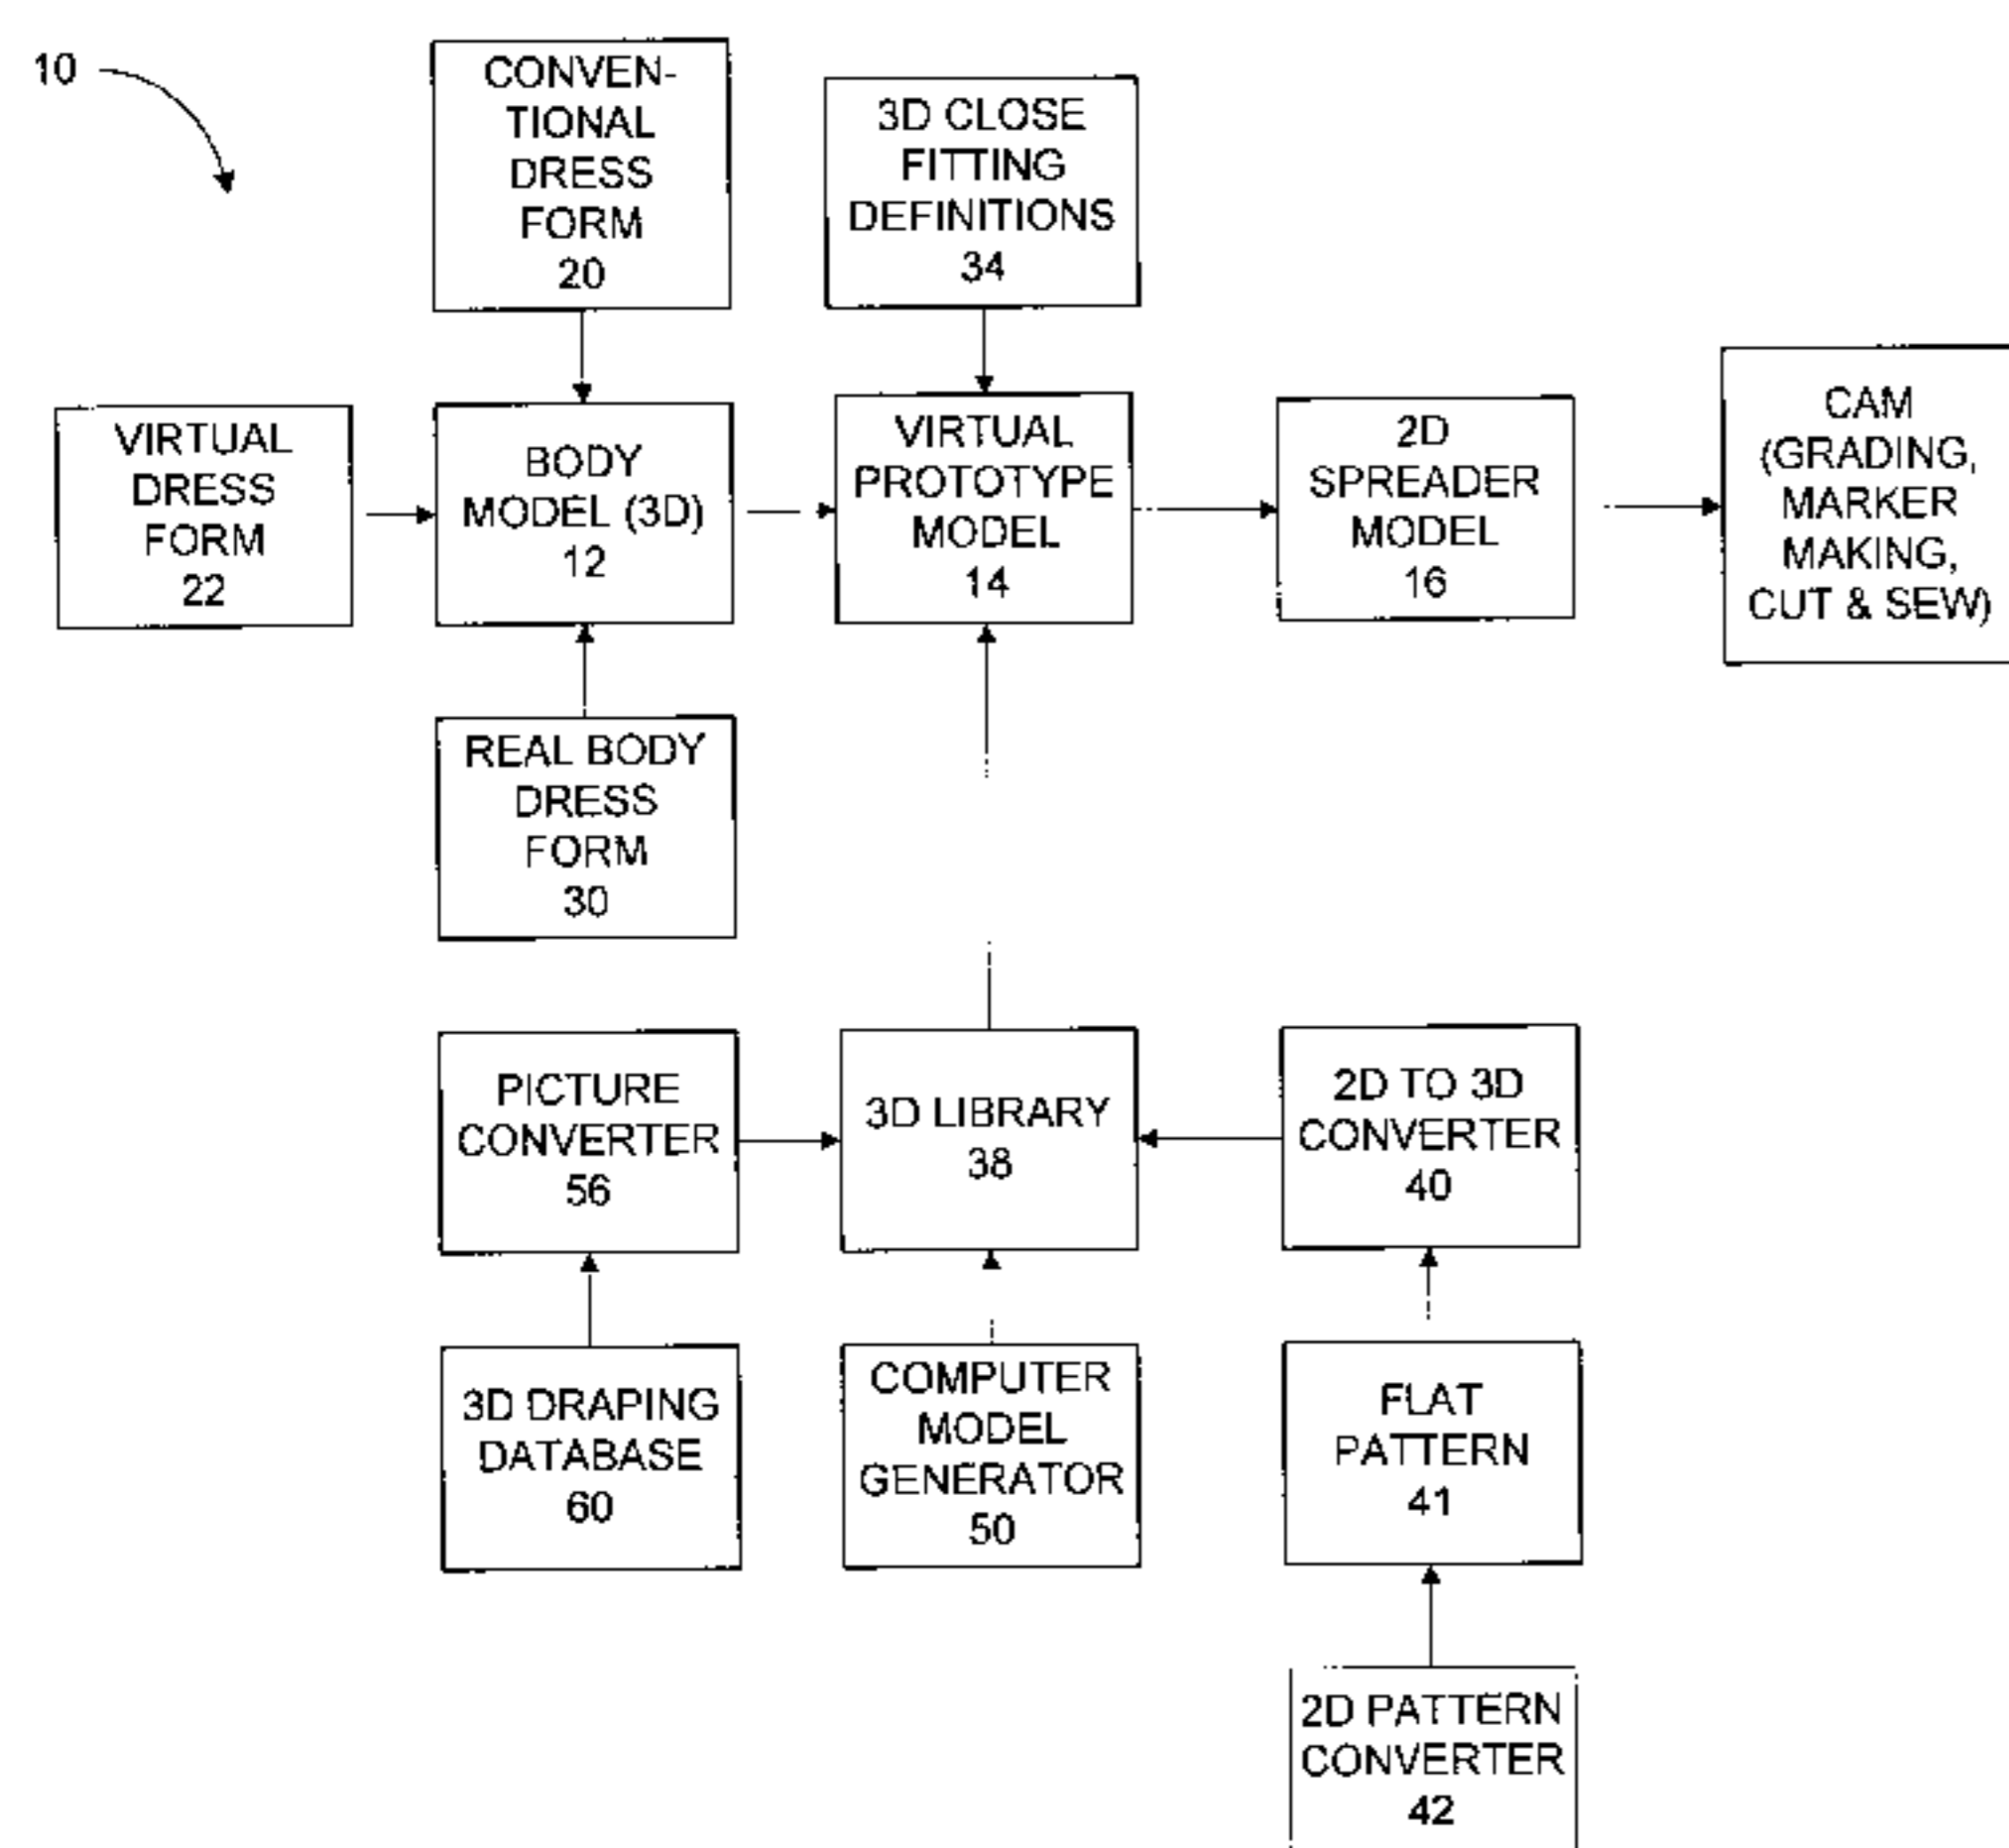 10
CONVEN-
TIONAL
DRESS
FORM
20
3D CLOSE
FITTING
DEFINITIONS
34
VIRTUAL
DRESS
FORM
22
BODY
MODEL (3D)
12
VIRTUAL
PROTOTYPE
MODEL
14
2D
SPREADER
MODEL
16
CAM
(GRADING,
MARKER
MAKING,
CUT & SEW)
REAL BODY
DRESS
FORM
30
PICTURE
CONVERTER
56
3D LIBRARY
38
2D TO 3D
CONVERTER
40
3D DRAPING
DATABASE
60
COMPUTER
MODEL
GENERATOR
50
FLAT
PATTERN
41
2D PATTERN
CONVERTER
42